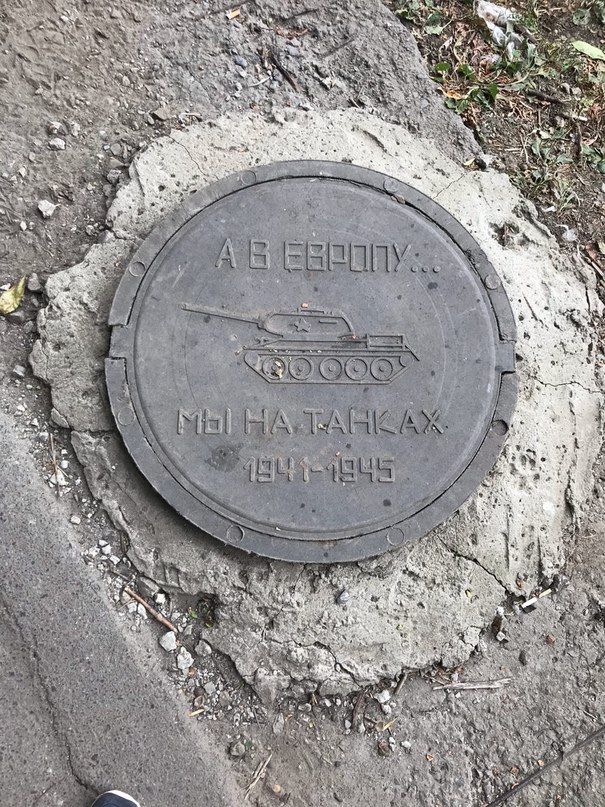 А В ЕВРОПУ...
МЫ НА ТАНКАХ
1941-1945